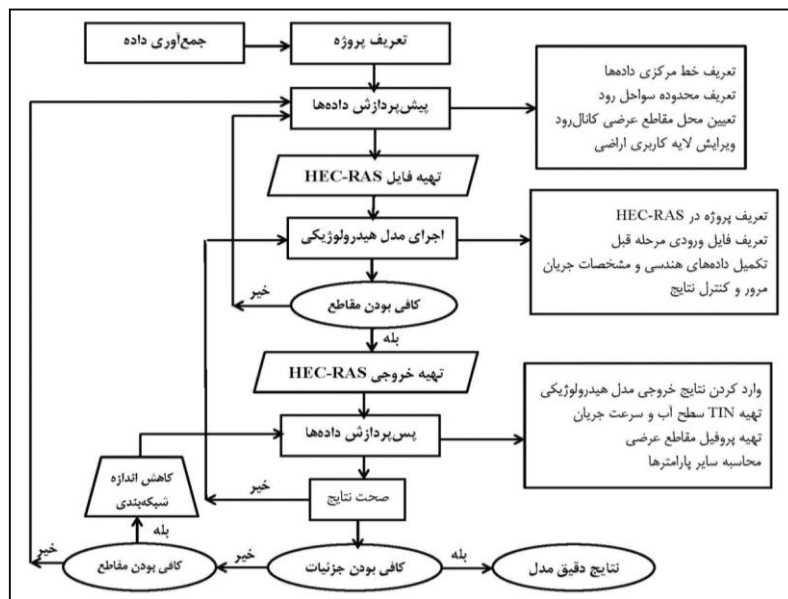 جمع‌آوری داده
تعریف پروژه
پیش‌پردازش داده‌ها
تعریف خط مرکزی داده‌ها
تعریف محدوده سواحل رود
تعیین محل مقاطع عرضی کانال‌رود
ویرایش لایه کاربری اراضی
تهیه فایل HEC-RAS
اجرای مدل هیدرولوژیکی
تعریف پروژه در HEC-RAS
تعریف فایل ورودی مرحله قبل
تکمیل داده‌های هندسی و مشخصات جریان
مرور و کنترل نتایج
کافی بودن مقاطع
خیر
بله
تهیه خروجی HEC-RAS
پس‌پردازش داده‌ها
وارد کردن نتایج خروجی مدل هیدرولوژیکی
تهیه TIN سطح آب و سرعت جریان
تهیه پروفیل مقاطع عرضی
محاسبه سایر پارامترها
کاهش اندازه
شبکه‌بندی
صحت نتایج
خیر
بله
نتایج دقیق مدل
بله
کافی بودن جزئیات
خیر
کافی بودن مقاطع
خیر